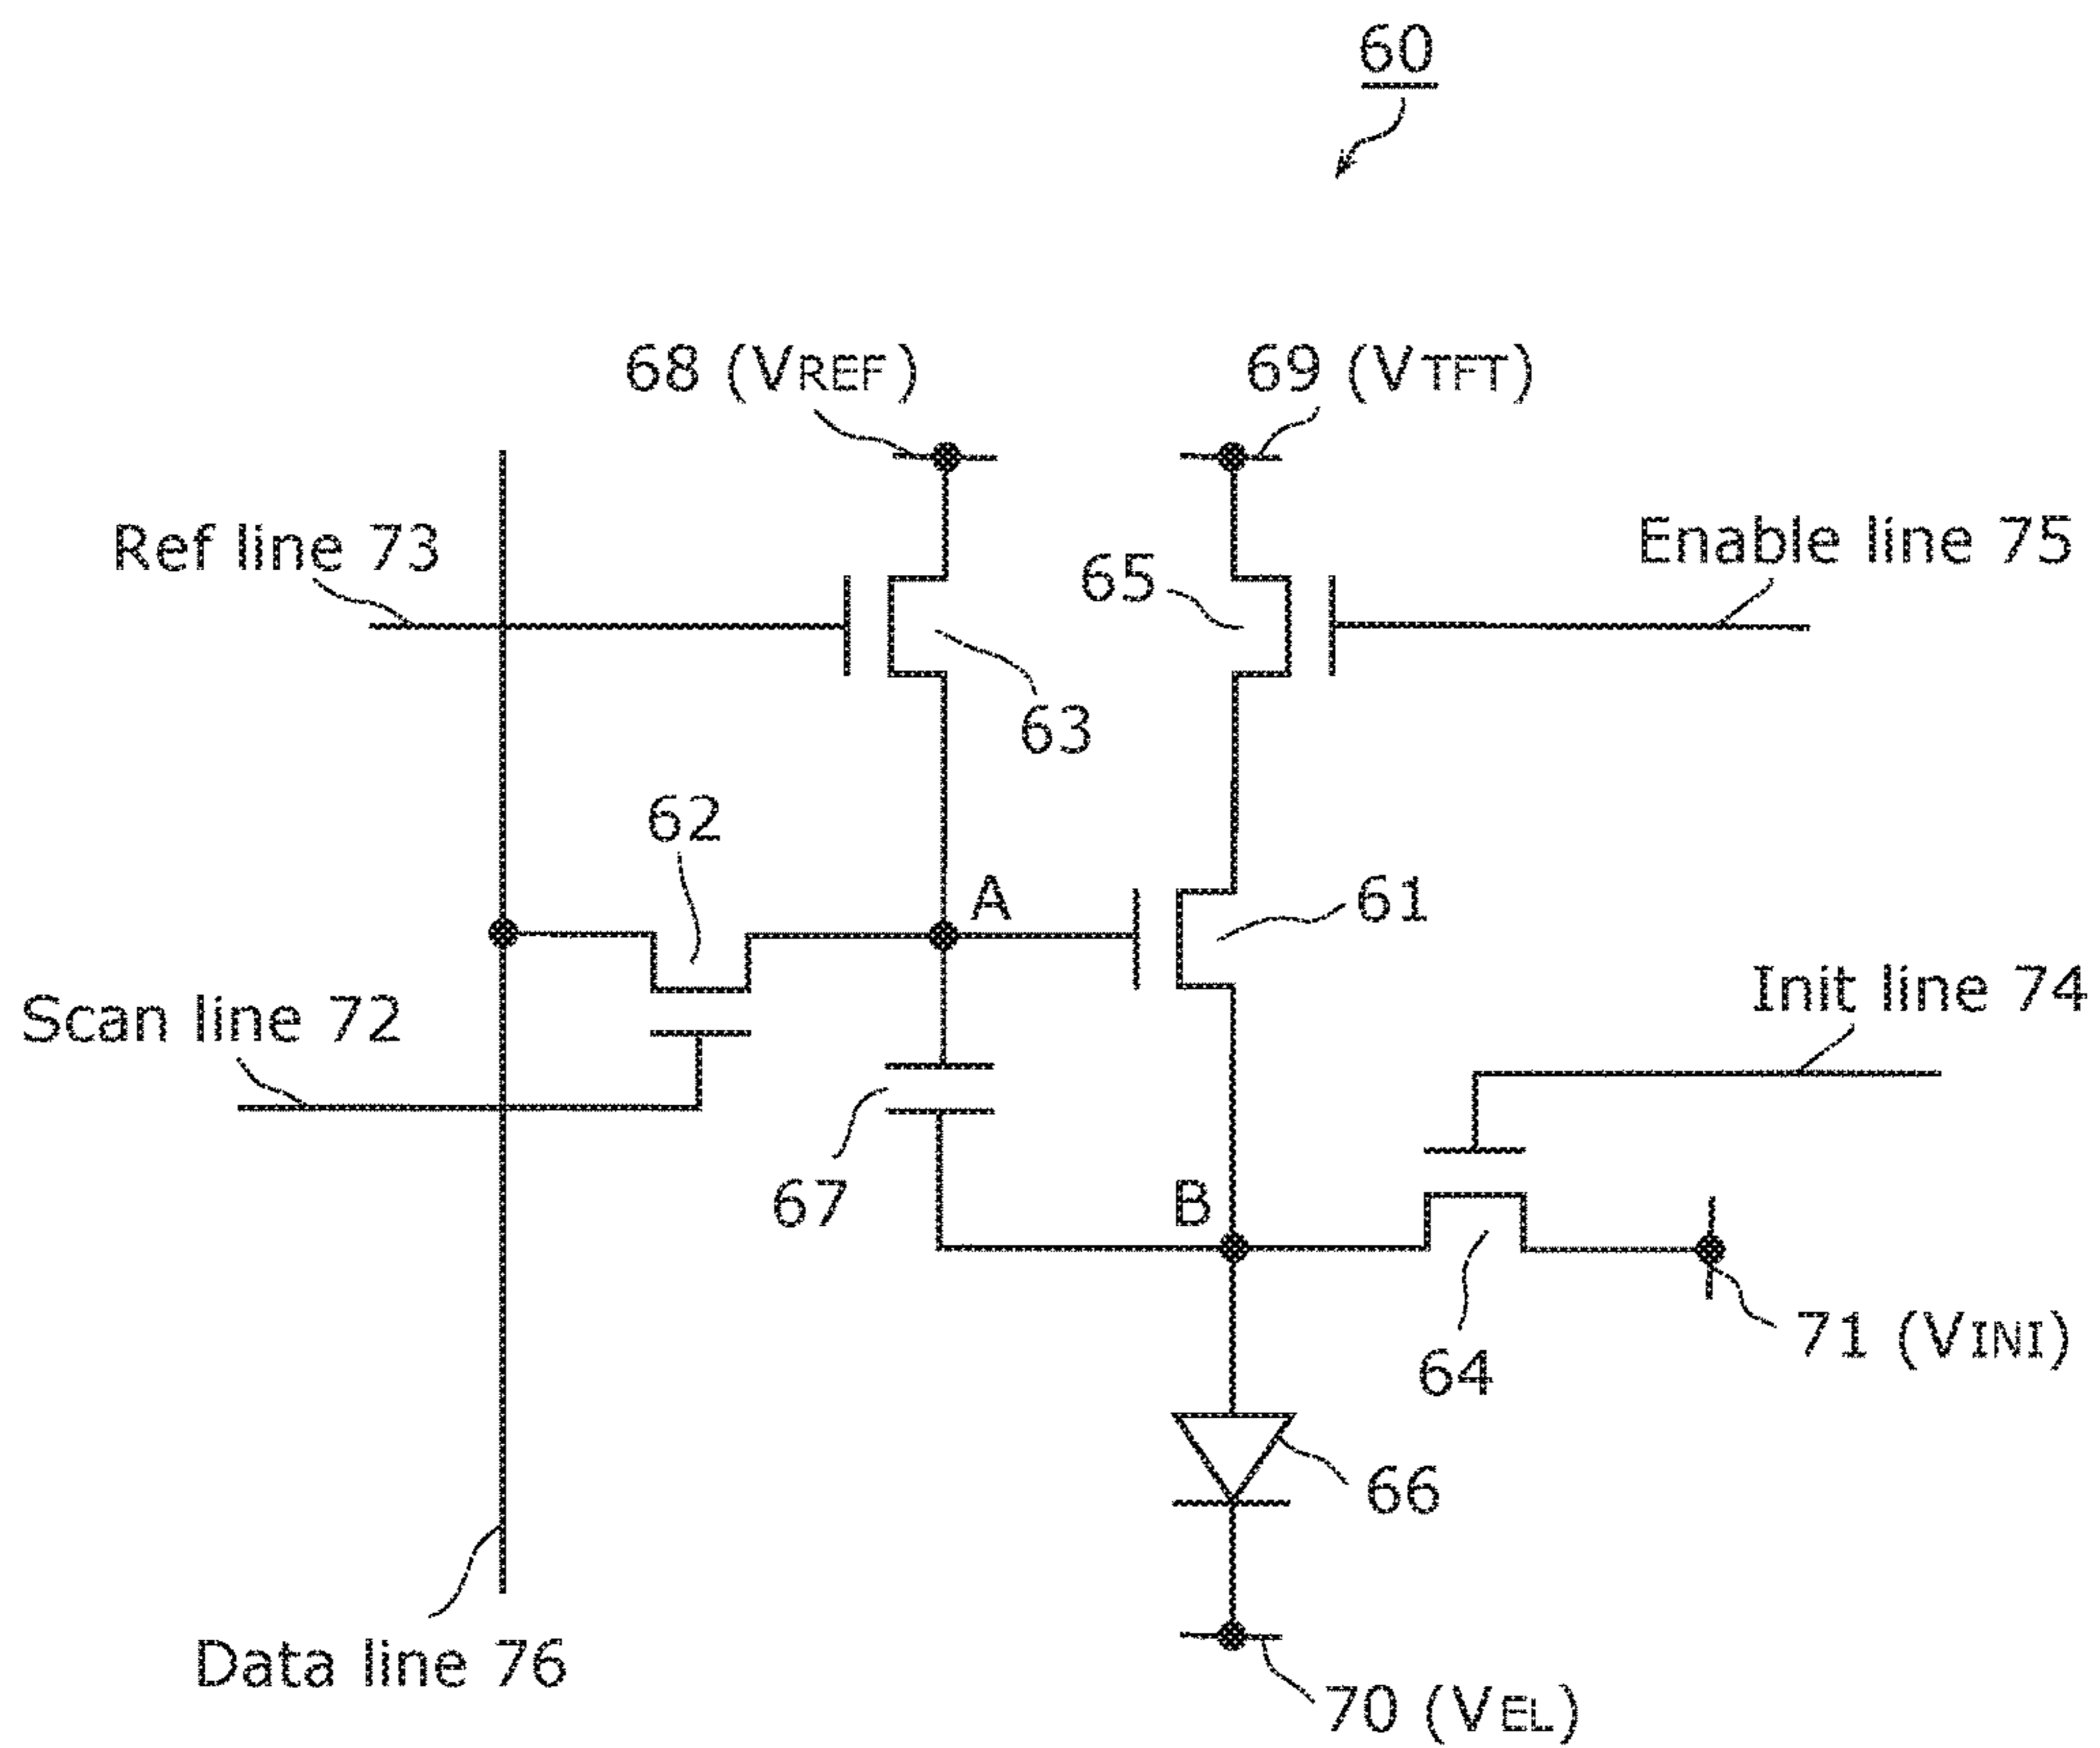 60
68 (VREF)
69 (VTFT)
Ref line 73
65
Enable line 75
63
62
A
61
Scan line 72
Init line 74
67
B
64
71 (VINI)
66
Data line 76
70 (VEL)